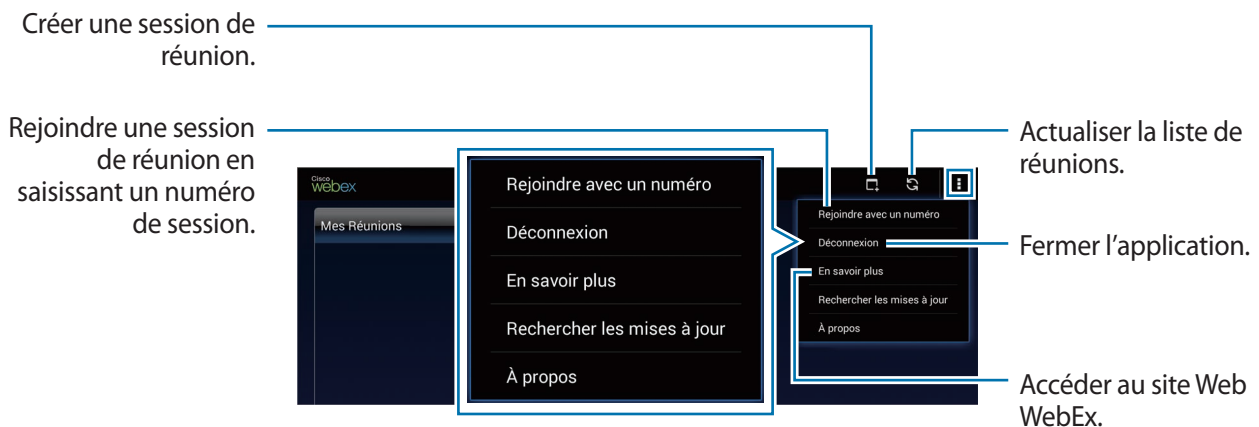 Créer une session de
réunion.
Rejoindre une session
de réunion en
saisissant un numéro
de session.
Cisco
webex
Mes Réunions
Rejoindre avec un numéro
Déconnexion
En savoir plus
Rechercher les mises à jour
À propos
Rejoindre avec un numéro
Déconnexion
En savoir plus
Rechercher les mises à jour
À propos
Actualiser la liste de
réunions.
Fermer l’application.
Accéder au site Web
WebEx.